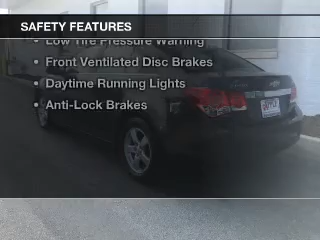 SAFETY FEATURES
• Low Tire Pressure Warning
• Front Ventilated Disc Brakes
• Daytime Running Lights
• Anti-Lock Brakes